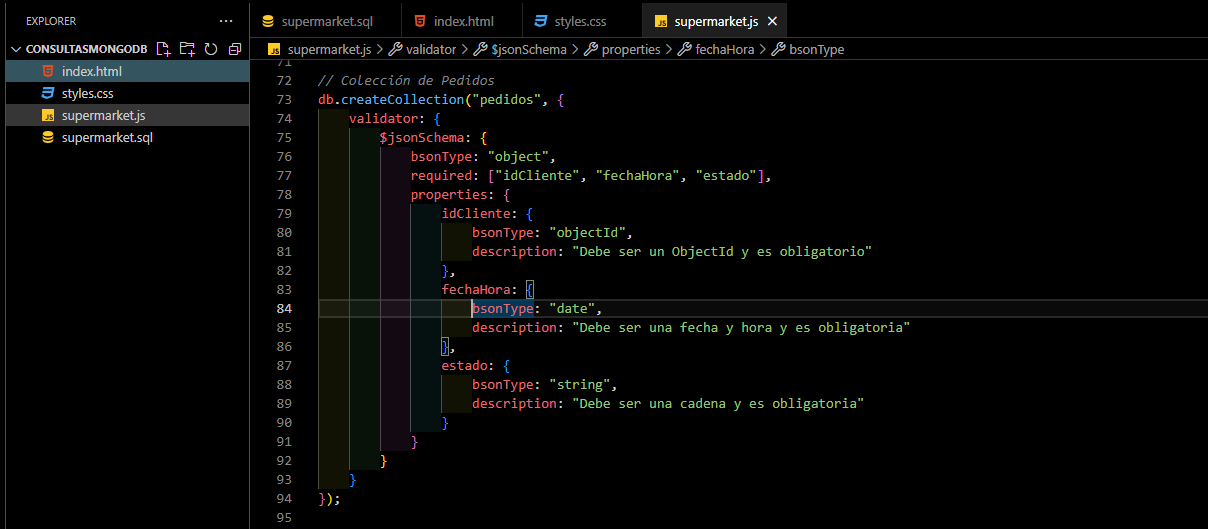 EXPLORER
CONSULTASMONGODB
index.html
styles.css
supermarket.js
supermarket.sql
supermarket.sql index.html styles.css supermarket.js
supermarket.js > validator > $jsonSchema > properties > fechaHora > bsonType
71
72 // Colección de Pedidos
73 db.createCollection("pedidos", {
74 validator: {
75 $jsonSchema: {
76 bsonType: "object",
77 required: ["idCliente", "fechaHora", "estado"],
78 properties: {
79 idCliente: {
80 bsonType: "objectId",
81 description: "Debe ser un ObjectId y es obligatorio"
82 },
83 fechaHora: {
84 bsonType: "date",
85 description: "Debe ser una fecha y hora y es obligatoria"
86 },
87 estado: {
88 bsonType: "string",
89 description: "Debe ser una cadena y es obligatoria"
90 }
91 }
92 }
93 }
94 });
95